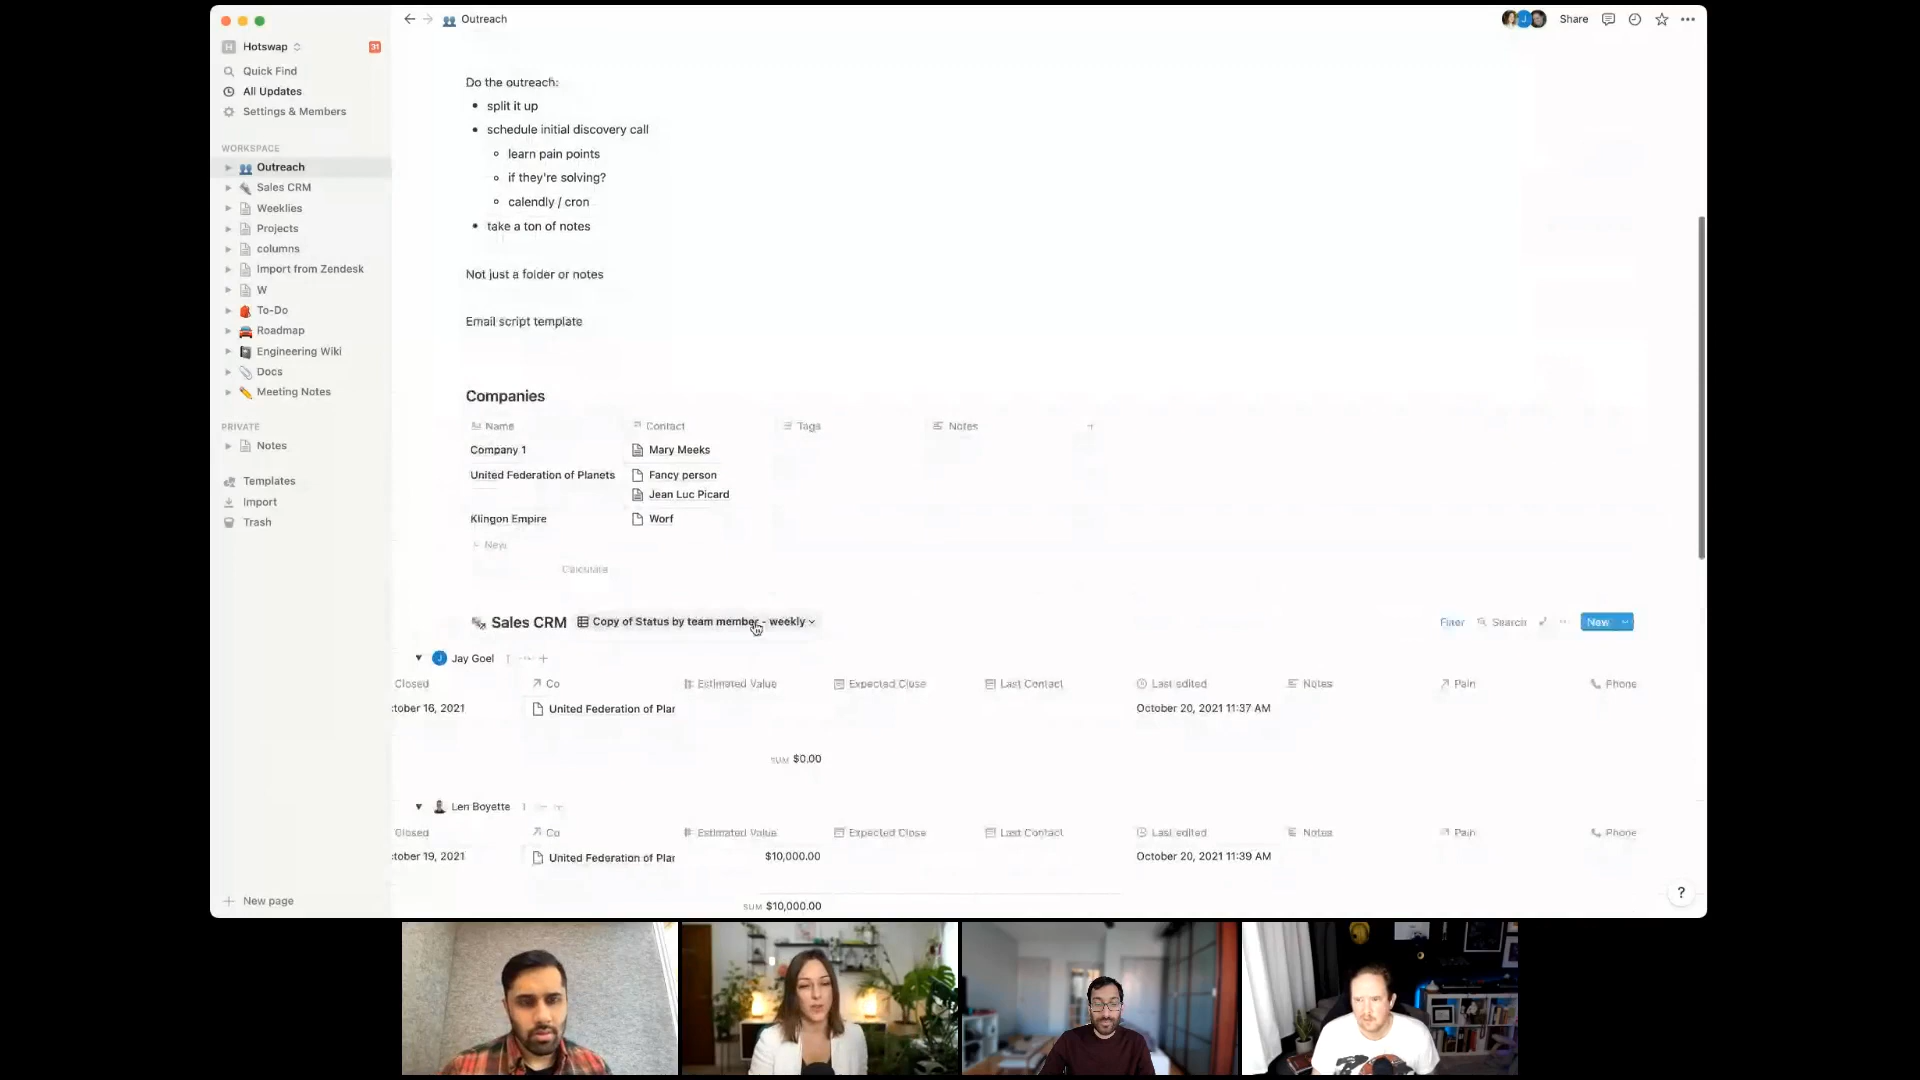 Outreach
Share
Hotswap
31
Quick Find
All Updates
Settings & Members
WORKSPACE
Outreach
Sales CRM
Weeklies
Projects
columns
Import from Zendesk
W
To-Do
Roadmap
Engineering Wiki
Docs
Meeting Notes
PRIVATE
Notes
Templates
Import
Trash
New page
Do the outreach:
• split it up
• schedule initial discovery call
◦ learn pain points
◦ if they're solving?
◦ calendly / cron
• take a ton of notes
Not just a folder or notes
Email script template
Companies
Name Contact Tags Notes +
Company 1 Mary Meeks
United Federation of Planets Fancy person
Jean Luc Picard
Klingon Empire Worf
New
Calculate
Sales CRM Copy of Status by team member - weekly Filter Search New
J Jay Goel 1 +
Closed Co Estimated Value Expected Close Last Contact Last edited Notes Pain Phone
tober 16, 2021 United Federation of Plan October 20, 2021 11:37 AM
SUM $0.00
Len Boyette 1
Closed Co Estimated Value Expected Close Last Contact Last edited Notes Pain Phone
tober 19, 2021 United Federation of Plan $10,000.00 October 20, 2021 11:39 AM
SUM $10,000.00
?